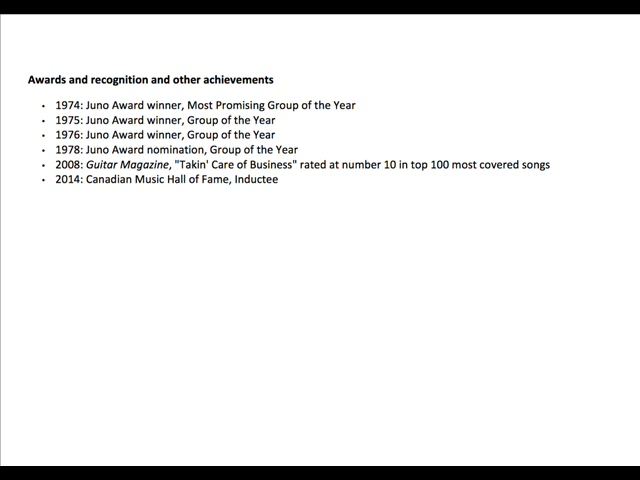 Awards and recognition and other achievements
• 1974: Juno Award winner, Most Promising Group of the Year
• 1975: Juno Award winner, Group of the Year
• 1976: Juno Award winner, Group of the Year
• 1978: Juno Award nomination, Group of the Year
• 2008: Guitar Magazine, "Takin' Care of Business" rated at number 10 in top 100 most covered songs
• 2014: Canadian Music Hall of Fame, Inductee